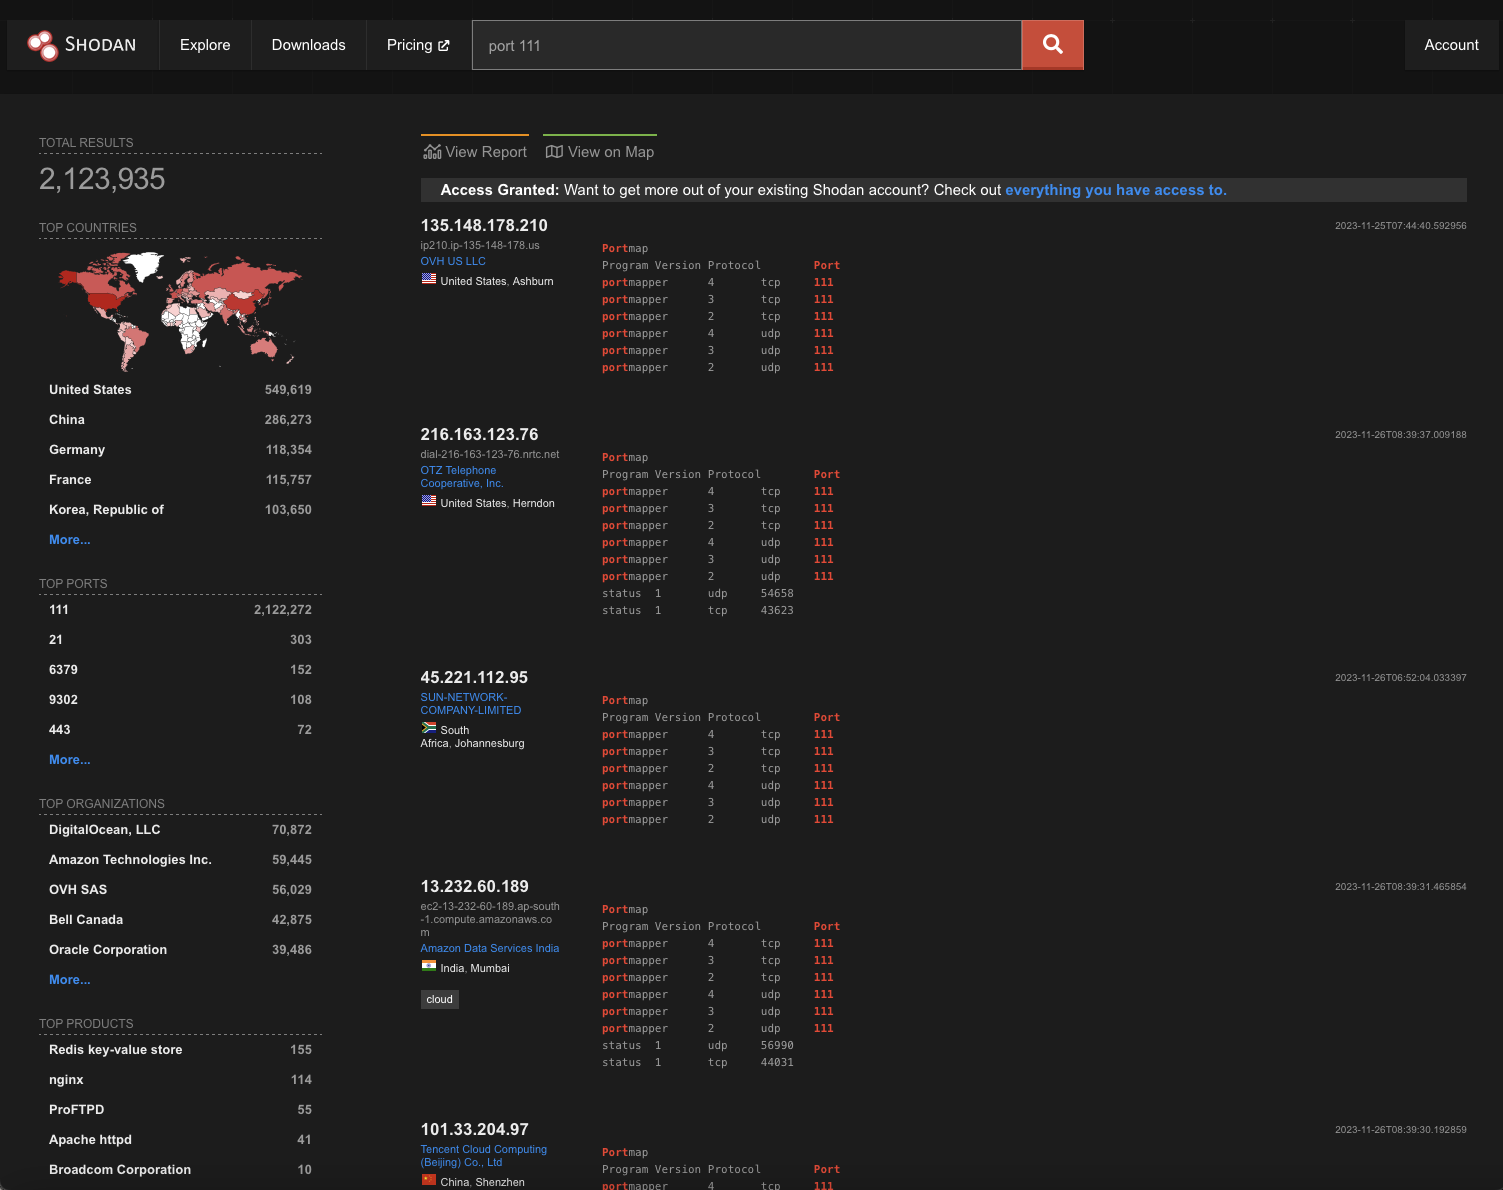 SHODAN
Explore
Downloads
Pricing
port 111
Account
TOTAL RESULTS
2,123,935
TOP COUNTRIES
United States 549,619
China 286,273
Germany 118,354
France 115,757
Korea, Republic of 103,650
More...
TOP PORTS
111 2,122,272
21 303
6379 152
9302 108
443 72
More...
TOP ORGANIZATIONS
DigitalOcean, LLC 70,872
Amazon Technologies Inc. 59,445
OVH SAS 56,029
Bell Canada 42,875
Oracle Corporation 39,486
More...
TOP PRODUCTS
Redis key-value store 155
nginx 114
ProFTPD 55
Apache httpd 41
Broadcom Corporation 10
View Report
View on Map
Access Granted: Want to get more out of your existing Shodan account? Check out everything you have access to.
135.148.178.210
2023-11-25T07:44:40.592956
ip210.ip-135-148-178.us
OVH US LLC
United States, Ashburn
Portmap
Program Version Protocol Port
portmapper 4 tcp 111
portmapper 3 tcp 111
portmapper 2 tcp 111
portmapper 4 udp 111
portmapper 3 udp 111
portmapper 2 udp 111
216.163.123.76
2023-11-26T08:39:37.009188
dial-216-163-123-76.nrtc.net
OTZ Telephone
Cooperative, Inc.
United States, Herndon
Portmap
Program Version Protocol Port
portmapper 4 tcp 111
portmapper 3 tcp 111
portmapper 2 tcp 111
portmapper 4 udp 111
portmapper 3 udp 111
portmapper 2 udp 111
status 1 udp 54658
status 1 tcp 43623
45.221.112.95
2023-11-26T06:52:04.033397
SUN-NETWORK-
COMPANY-LIMITED
South
Africa, Johannesburg
Portmap
Program Version Protocol Port
portmapper 4 tcp 111
portmapper 3 tcp 111
portmapper 2 tcp 111
portmapper 4 udp 111
portmapper 3 udp 111
portmapper 2 udp 111
13.232.60.189
2023-11-26T08:39:31.465854
ec2-13-232-60-189.ap-south
-1.compute.amazonaws.co
m
Amazon Data Services India
India, Mumbai
cloud
Portmap
Program Version Protocol Port
portmapper 4 tcp 111
portmapper 3 tcp 111
portmapper 2 tcp 111
portmapper 4 udp 111
portmapper 3 udp 111
portmapper 2 udp 111
status 1 udp 56990
status 1 tcp 44031
101.33.204.97
2023-11-26T08:39:30.192859
Tencent Cloud Computing
(Beijing) Co., Ltd
China, Shenzhen
Portmap
Program Version Protocol Port
portmapper 4 tcp 111